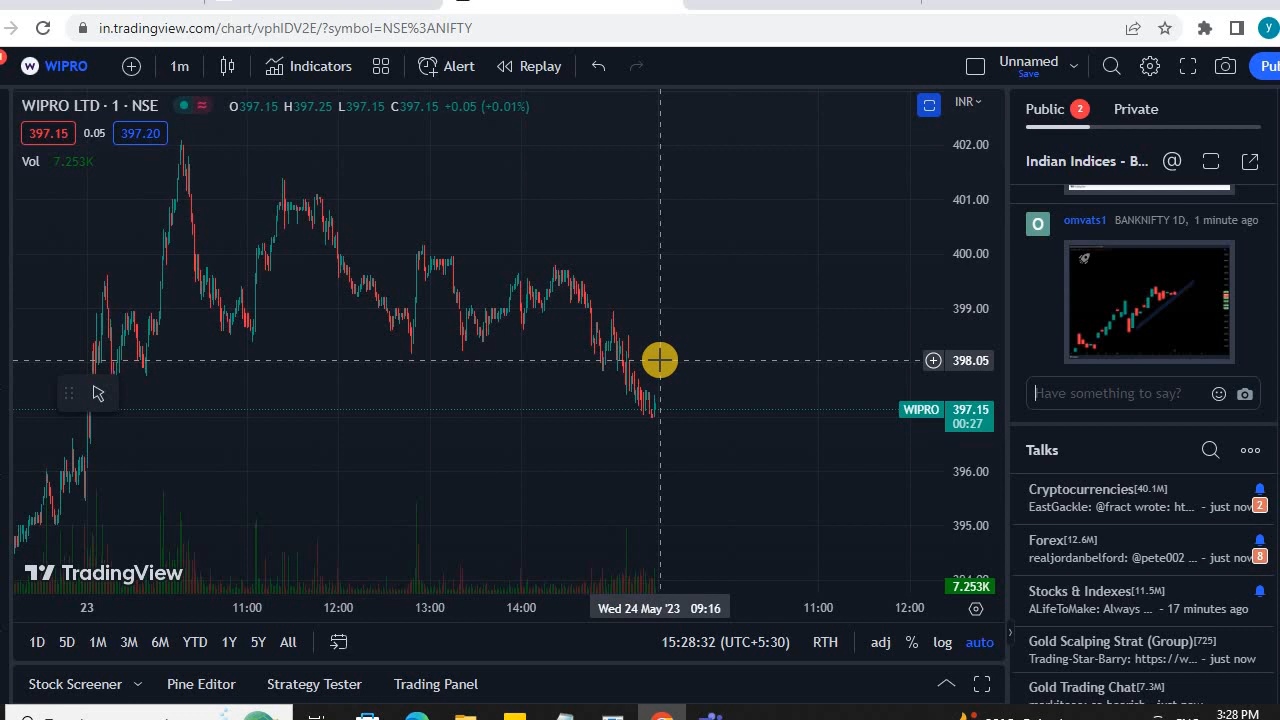 in.tradingview.com/chart/vphIDV2E/?symbol=NSE%3ANIFTY
y
W WIPRO 1m Indicators Alert Replay Unnamed Save Pu
WIPRO LTD · 1 · NSE O397.15 H397.25 L397.15 C397.15 +0.05 (+0.01%) INR
397.15 0.05 397.20
Vol 7.253K
402.00
401.00
400.00
399.00
398.05
WIPRO 397.15
00:27
396.00
395.00
7.253K
TradingView
23 11:00 12:00 13:00 14:00 Wed 24 May '23 09:16 11:00 12:00
1D 5D 1M 3M 6M YTD 1Y 5Y All 15:28:32 (UTC+5:30) RTH adj % log auto
Stock Screener Pine Editor Strategy Tester Trading Panel
Public 2 Private
Indian Indices - B... @
O omvats1 BANKNIFTY 1D, 1 minute ago
Have something to say?
Talks
Cryptocurrencies[40.1M]
EastGackle: @fract wrote: ht... - just now 2
Forex[12.6M]
realjordanbelford: @pete002 ... - just now 8
Stocks & Indexes[11.5M]
ALifeToMake: Always ... - 17 minutes ago
Gold Scalping Strat (Group)[725]
Trading-Star-Barry: https://w... - just now
Gold Trading Chat[7.3M]
3:28 PM